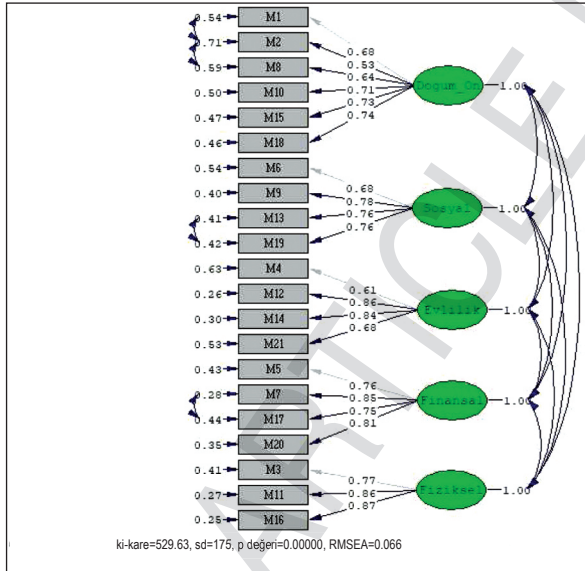 0.54 M1
0.71 M2
0.59 M8
0.50 M10
0.47 M15
0.46 M18
0.54 M6
0.40 M9
0.41 M13
0.42 M19
0.63 M4
0.26 M12
0.30 M14
0.53 M21
0.43 M5
0.28 M7
0.44 M17
0.35 M20
0.41 M3
0.27 M11
0.25 M16
0.68
0.53
0.64
0.71
0.73
0.74
Dogum_On 1.00
0.68
0.78
0.76
0.76
Sosyal 1.00
0.61
0.86
0.84
0.68
Evlilik 1.00
0.76
0.85
0.75
0.81
Finansal 1.00
0.77
0.86
0.87
Fiziksel 1.00
ki-kare=529.63, sd=175, p değeri=0.00000, RMSEA=0.066
ARTICLE